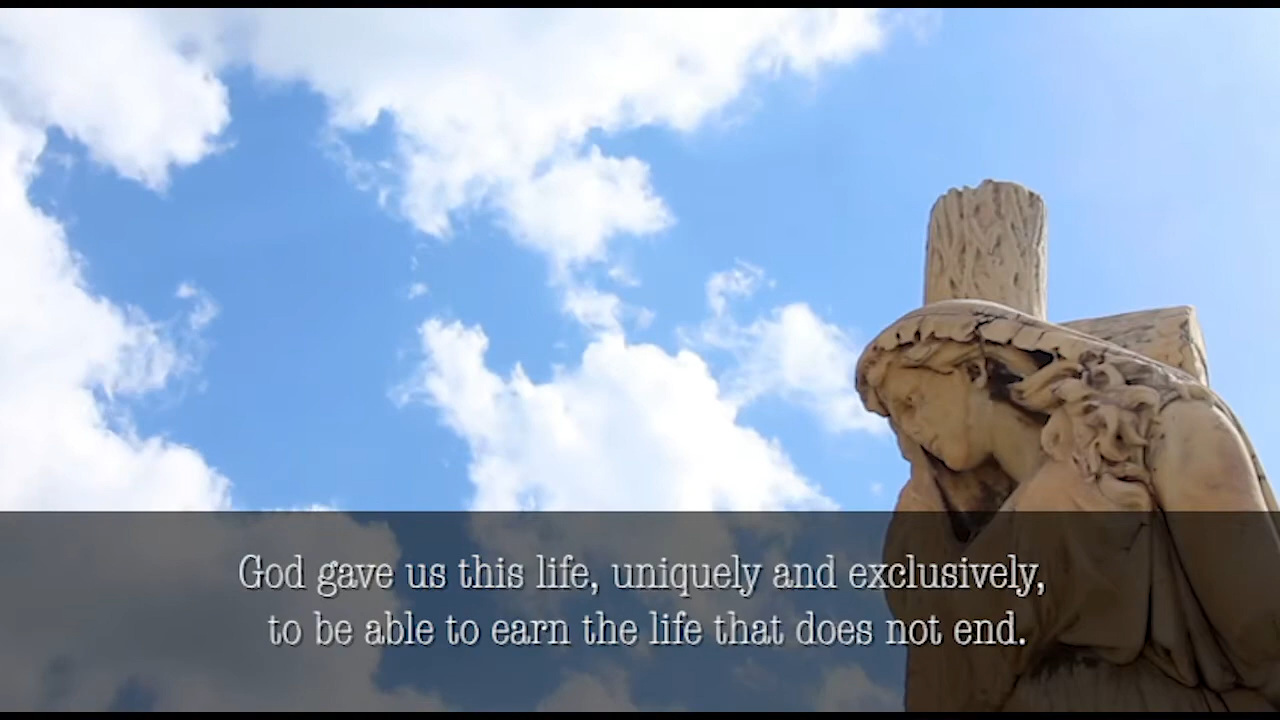 God gave us this life, uniquely and exclusively,
to be able to earn the life that does not end.